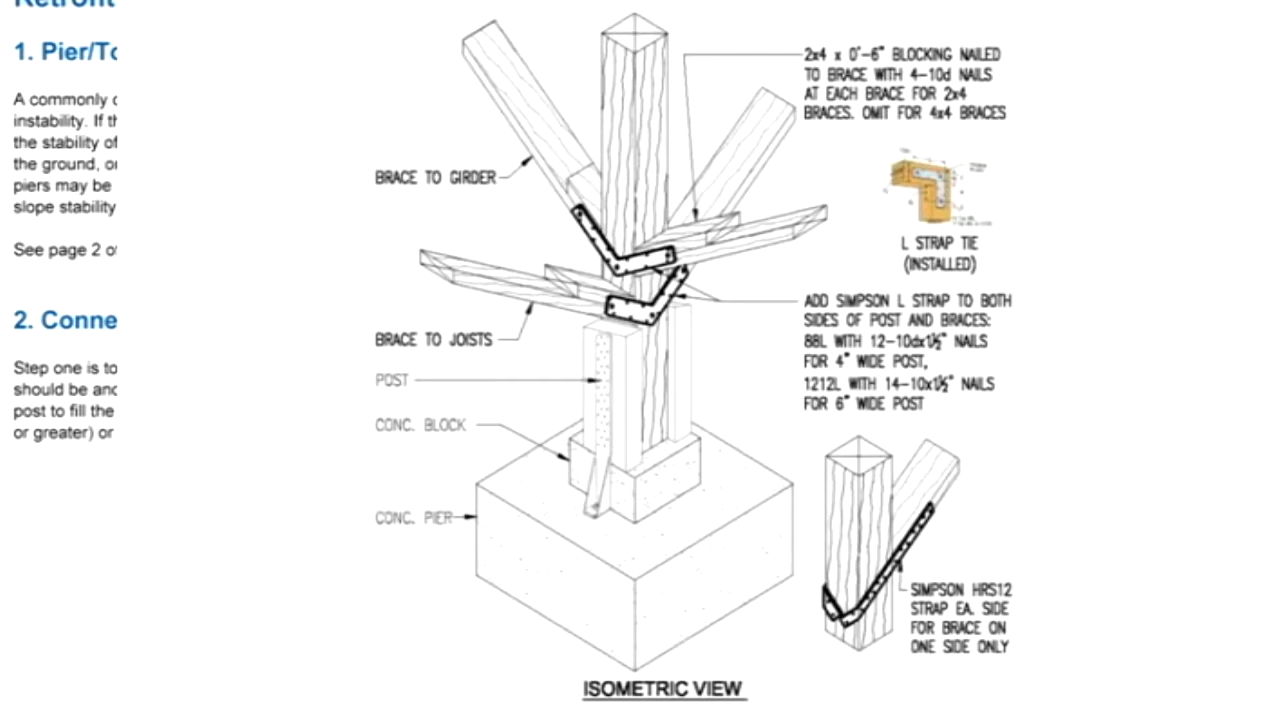 Retrofit
1. Pier/To
A commonly c
instability. If th
the stability of
the ground, or
piers may be
slope stability
See page 2 of
2. Conne
Step one is to
should be anc
post to fill the
or greater) or
2x4 x 0'-6" BLOCKING NAILED
TO BRACE WITH 4-10d NAILS
AT EACH BRACE FOR 2x4
BRACES. OMIT FOR 4x4 BRACES
BRACE TO GIRDER
L STRAP TIE
(INSTALLED)
ADD SIMPSON L STRAP TO BOTH
SIDES OF POST AND BRACES:
88L WITH 12-10dx1½" NAILS
FOR 4" WIDE POST,
1212L WITH 14-10x1½" NAILS
FOR 6" WIDE POST
BRACE TO JOISTS
POST
CONC. BLOCK
CONC. PIER
SIMPSON HRS12
STRAP EA. SIDE
FOR BRACE ON
ONE SIDE ONLY
ISOMETRIC VIEW